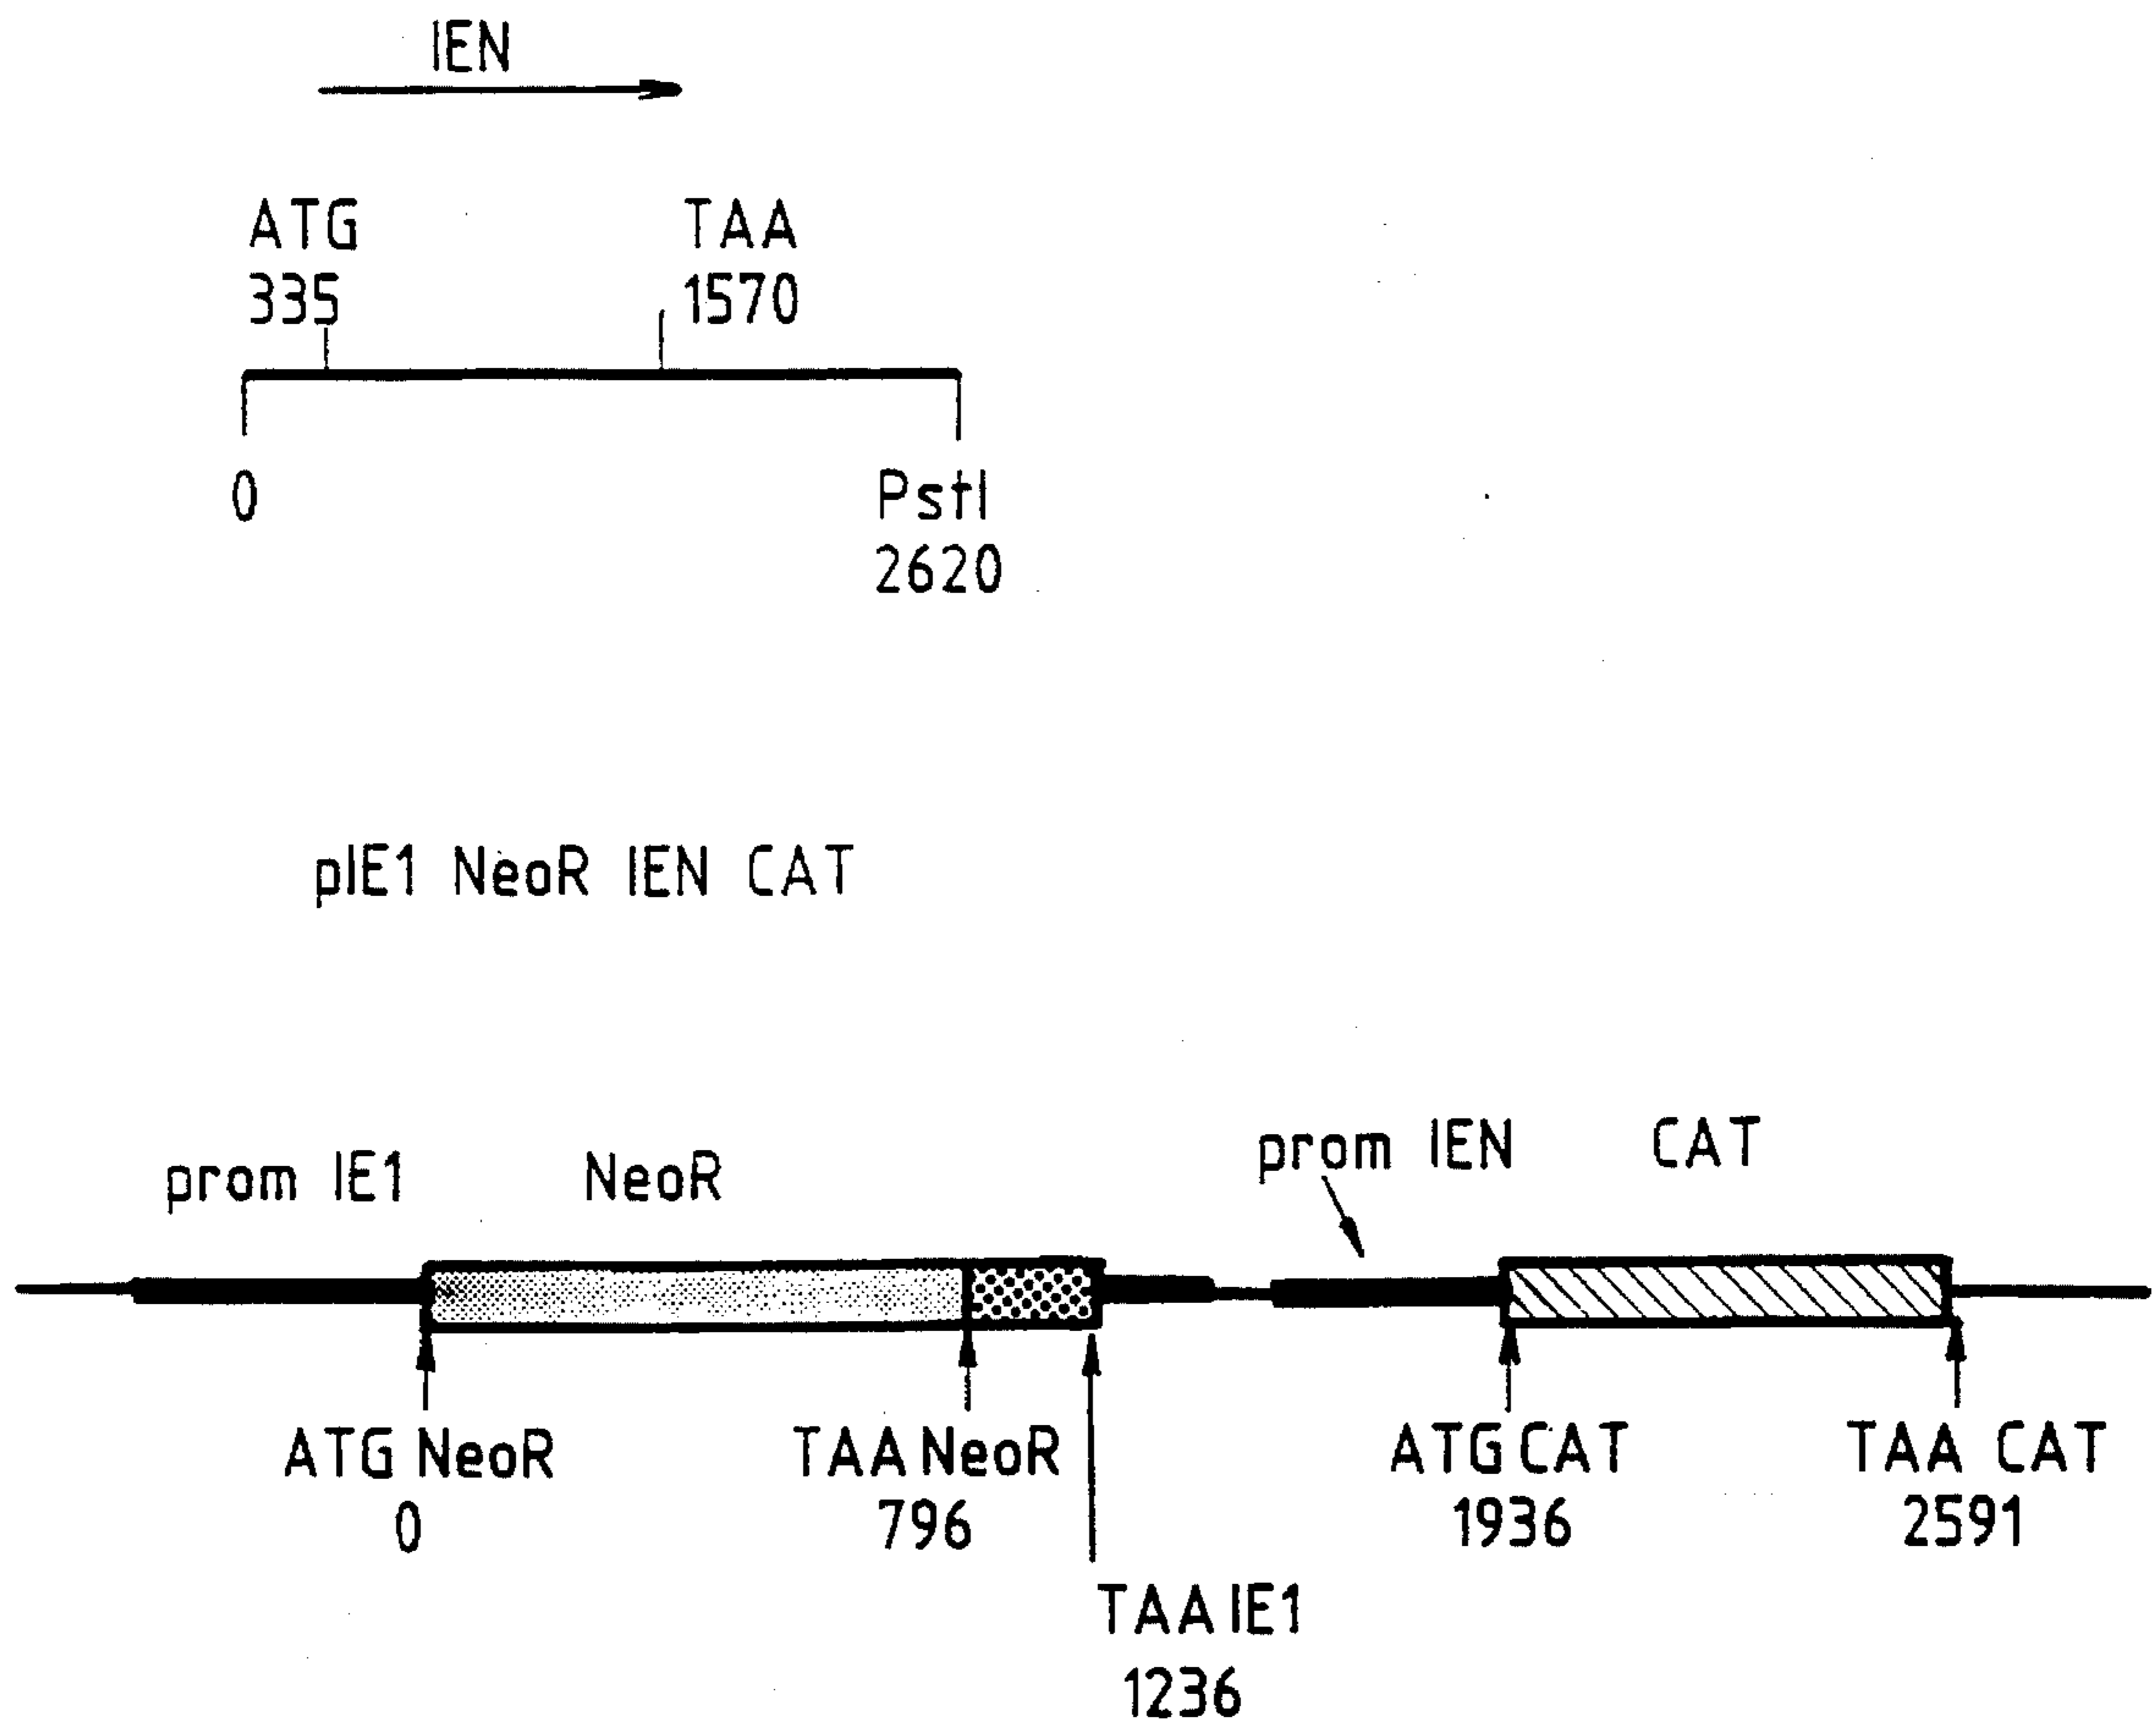 IEN
ATG TAA
335 1570
0 PstI
2620
pIE1 NeoR IEN CAT
prom IE1 NeoR prom IEN CAT
ATG NeoR TAA NeoR ATG CAT TAA CAT
0 796 1936 2591
TAA IE1
1236